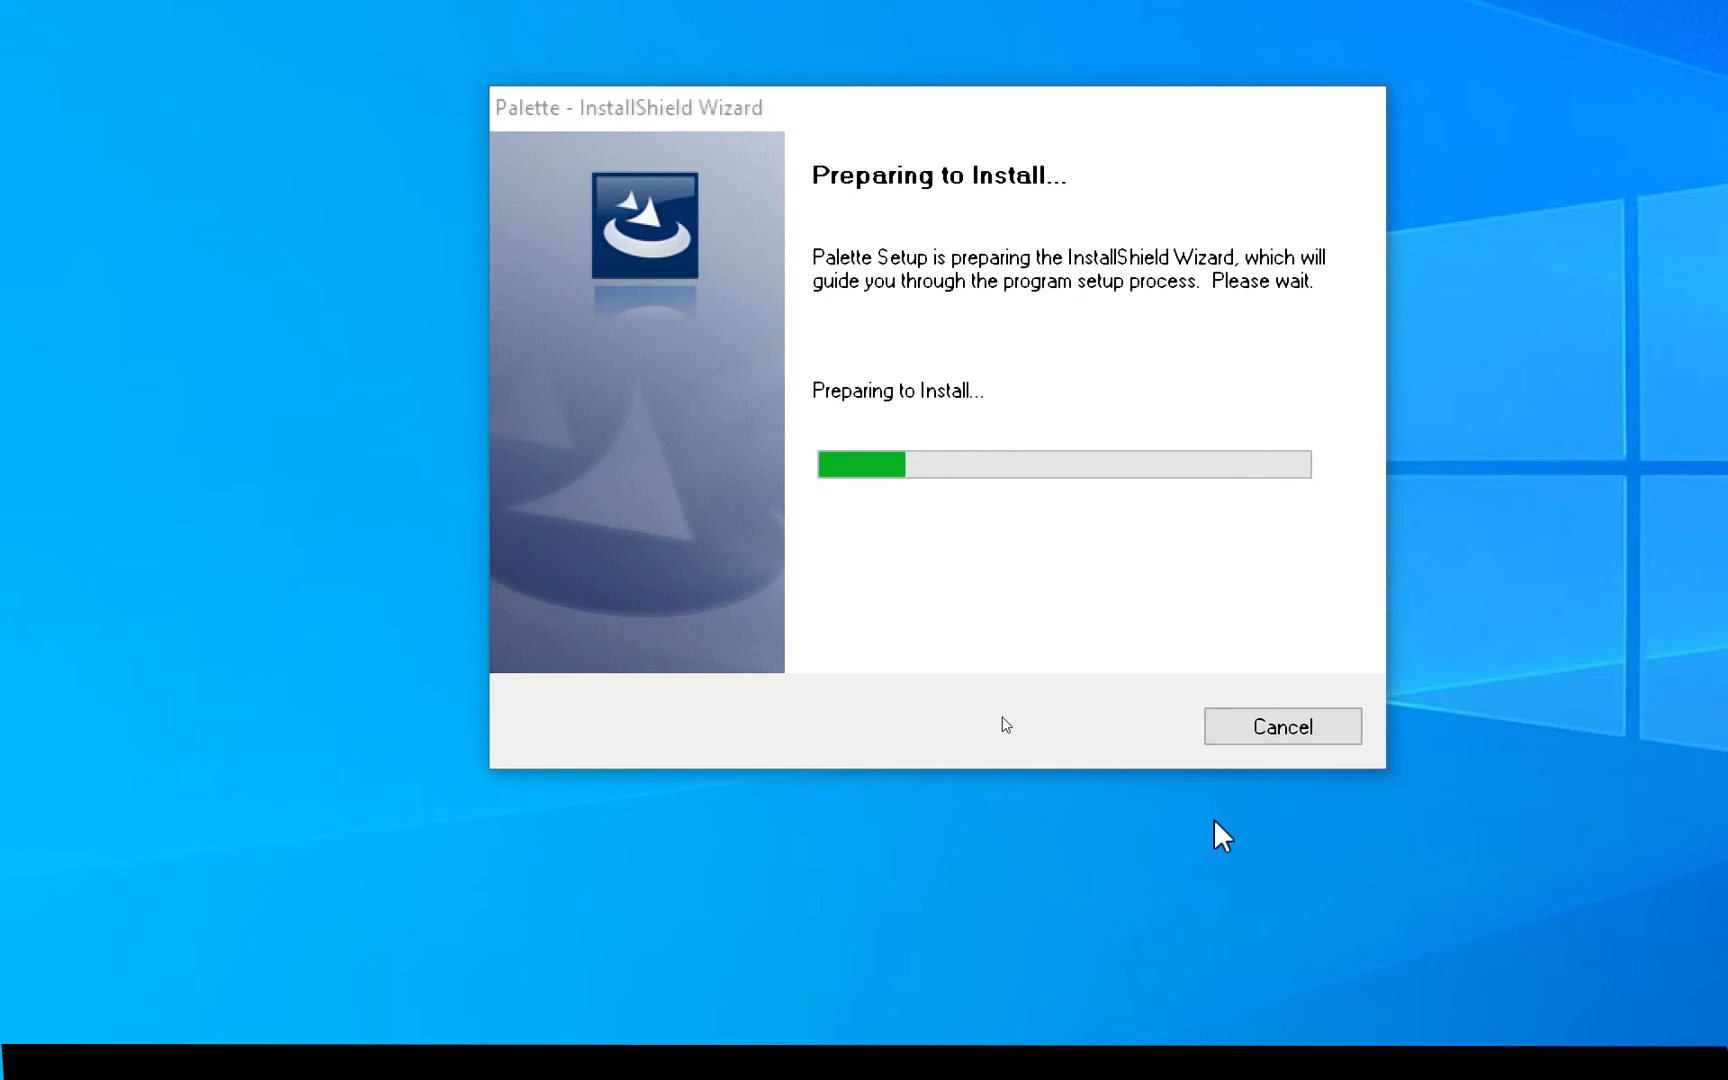 Palette - InstallShield Wizard
Preparing to Install...
Palette Setup is preparing the InstallShield Wizard, which will
guide you through the program setup process.  Please wait.
Preparing to Install...
Cancel